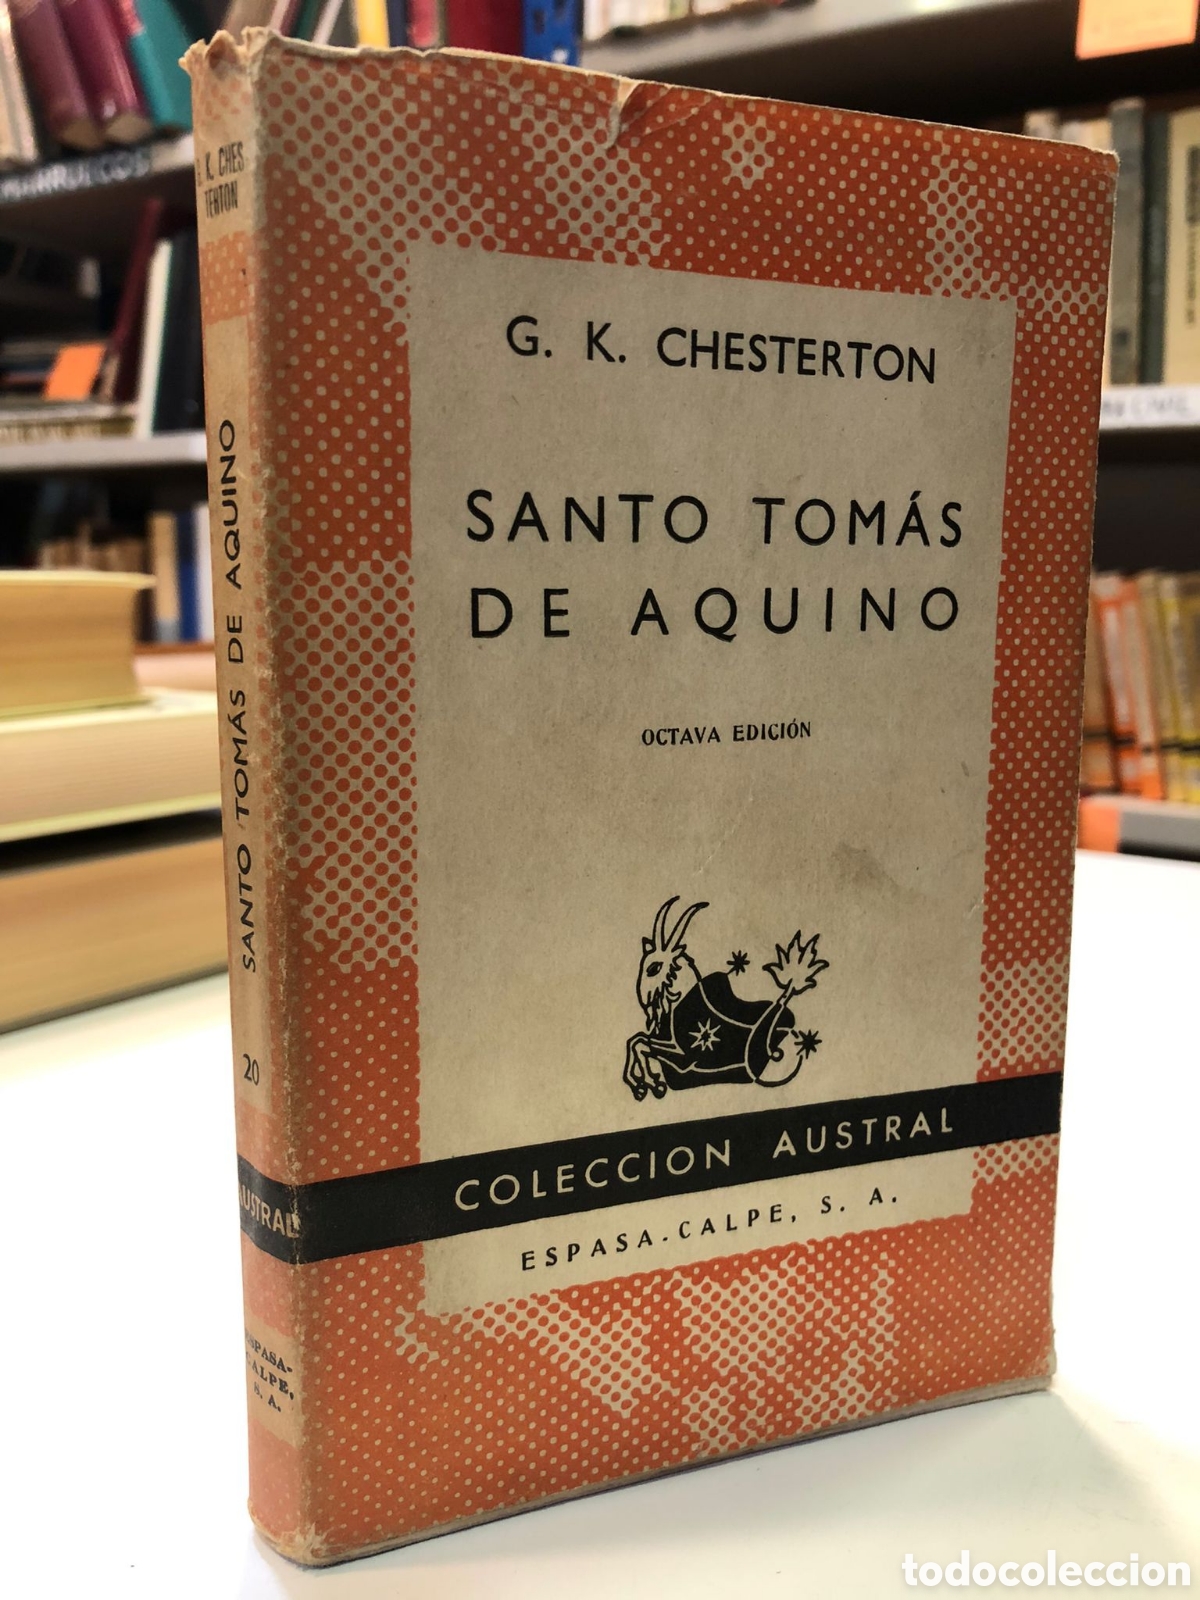 G. K. CHES
TERTON
SANTO TOMÁS DE AQUINO
20
AUSTRAL
ESPASA-
CALPE,
S. A.
G. K. CHESTERTON
SANTO TOMÁS
DE AQUINO
OCTAVA EDICIÓN
COLECCION AUSTRAL
ESPASA-CALPE, S. A.
todocoleccion